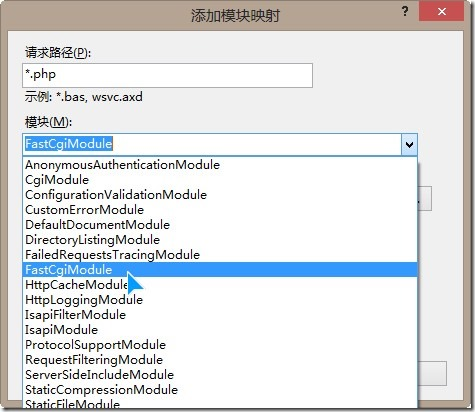 添加模块映射
?
请求路径(P):
*.php
示例: *.bas, wsvc.axd
模块(M):
FastCgiModule
AnonymousAuthenticationModule
CgiModule
ConfigurationValidationModule
CustomErrorModule
DefaultDocumentModule
DirectoryListingModule
FailedRequestsTracingModule
FastCgiModule
HttpCacheModule
HttpLoggingModule
IsapiFilterModule
IsapiModule
ProtocolSupportModule
RequestFilteringModule
ServerSideIncludeModule
StaticCompressionModule
StaticFileModule